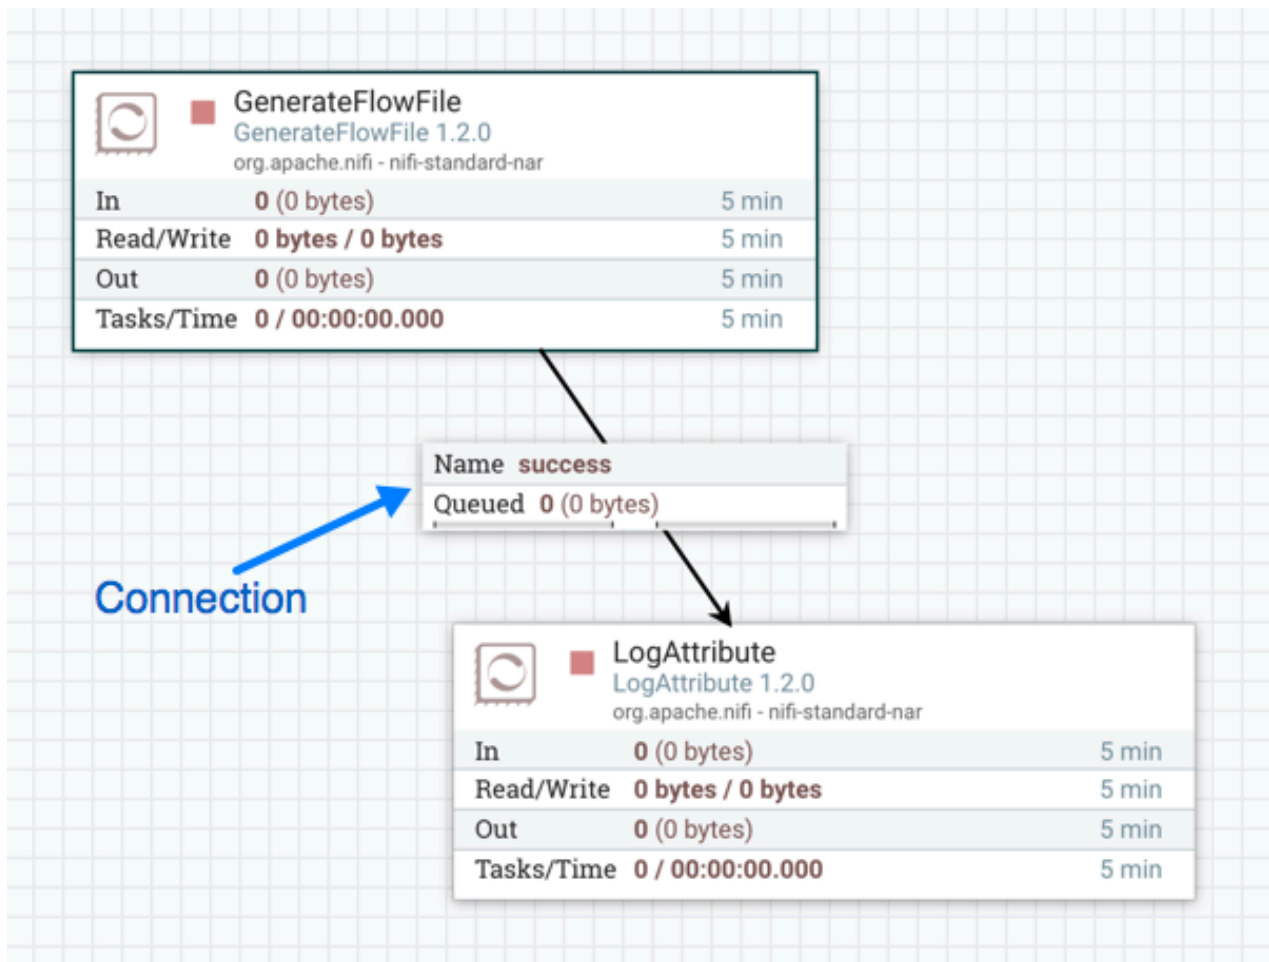 GenerateFlowFile
GenerateFlowFile 1.2.0
org.apache.nifi - nifi-standard-nar
In 0 (0 bytes) 5 min
Read/Write 0 bytes / 0 bytes 5 min
Out 0 (0 bytes) 5 min
Tasks/Time 0 / 00:00:00.000 5 min
Name success
Queued 0 (0 bytes)
Connection
LogAttribute
LogAttribute 1.2.0
org.apache.nifi - nifi-standard-nar
In 0 (0 bytes) 5 min
Read/Write 0 bytes / 0 bytes 5 min
Out 0 (0 bytes) 5 min
Tasks/Time 0 / 00:00:00.000 5 min